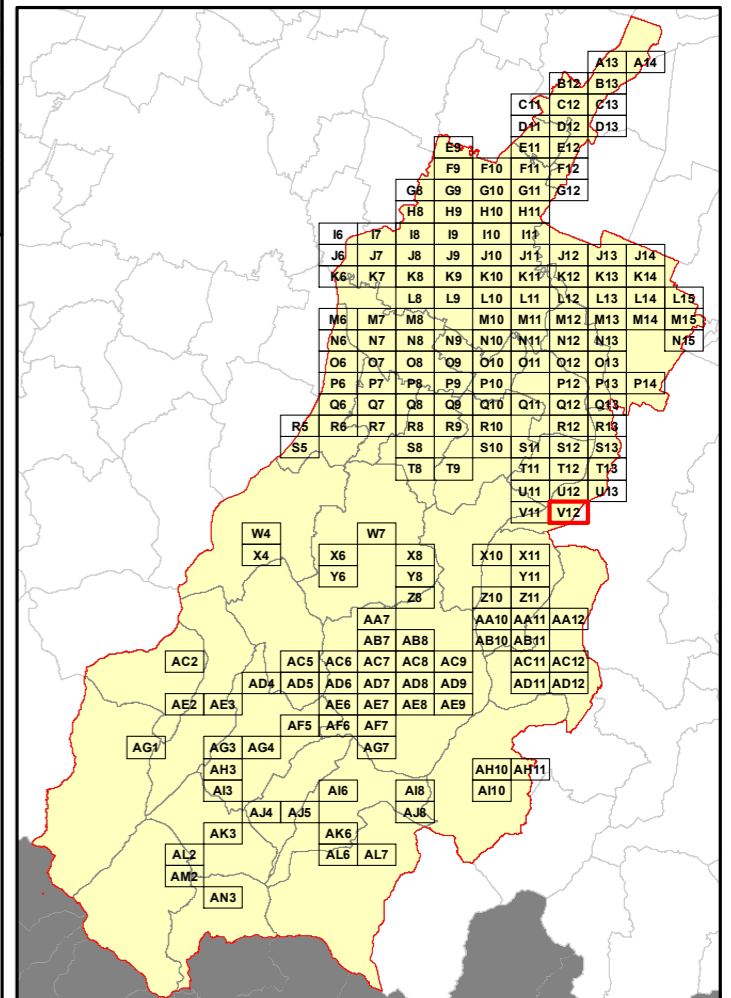 A13 A14
B12 B13
C11 C12 C13
D11 D12 D13
E9 E11 E12
F9 F10 F11 F12
G8 G9 G10 G11 G12
H8 H9 H10 H11
I6 I7 I8 I9 I10 I11
J6 J7 J8 J9 J10 J11 J12 J13 J14
K6 K7 K8 K9 K10 K11 K12 K13 K14
L8 L9 L10 L11 L12 L13 L14 L15
M6 M7 M8 M10 M11 M12 M13 M14 M15
N6 N7 N8 N9 N10 N11 N12 N13 N15
O6 O7 O8 O9 O10 O11 O12 O13
P6 P7 P8 P9 P10 P12 P13 P14
Q6 Q7 Q8 Q9 Q10 Q11 Q12 Q13
R5 R6 R7 R8 R9 R10 R12 R13
S5 S8 S10 S11 S12 S13
T8 T9 T11 T12 T13
U11 U12 U13
V11 V12
W4 W7
X4 X6 X8 X10 X11
Y6 Y8 Y11
Z8 Z10 Z11
AA7 AA10 AA11 AA12
AB7 AB8 AB10 AB11
AC2 AC5 AC6 AC7 AC8 AC9 AC11 AC12
AD4 AD5 AD6 AD7 AD8 AD9 AD11 AD12
AE2 AE3 AE6 AE7 AE8 AE9
AF5 AF6 AF7
AG1 AG3 AG4 AG7
AH3 AH10 AH11
AI3 AI6 AI8 AI10
AJ4 AJ5 AJ8
AK3 AK6
AL2 AL6 AL7
AM2
AN3